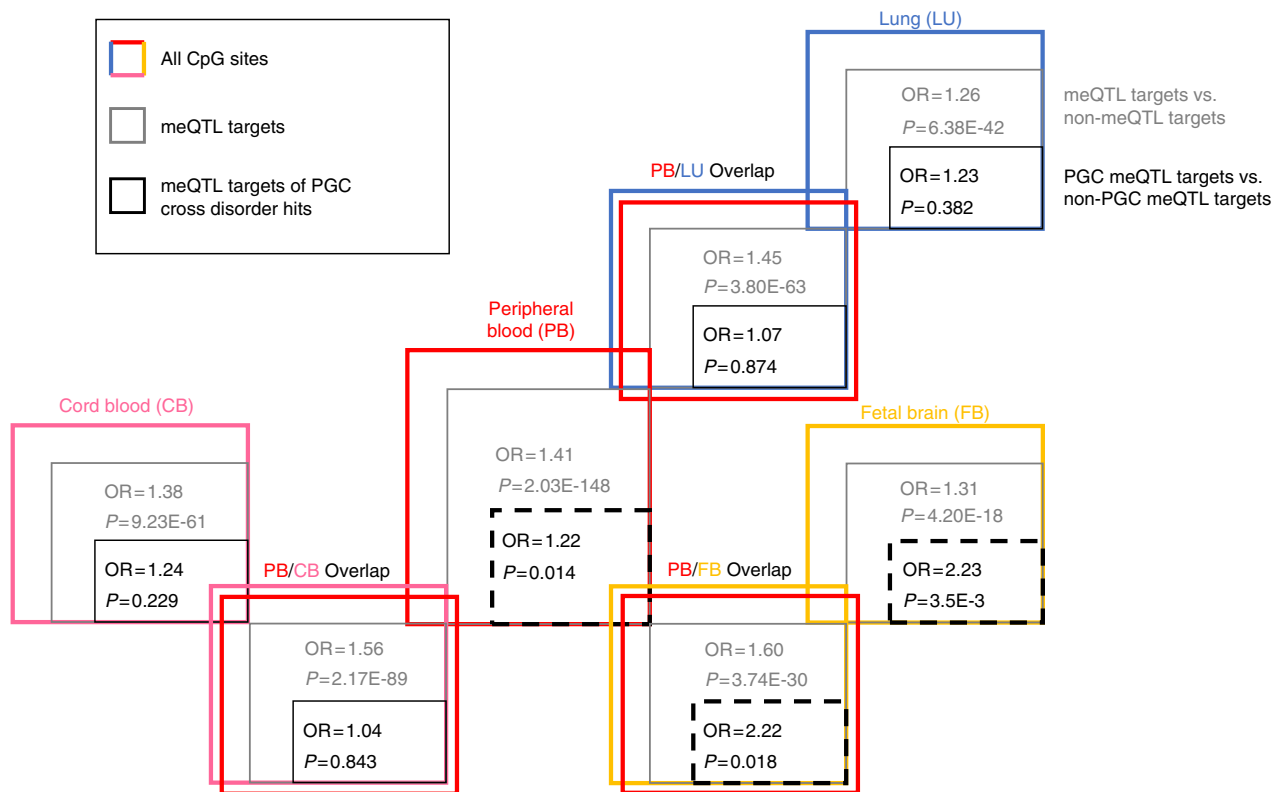 All CpG sites
meQTL targets
meQTL targets of PGC
cross disorder hits
Lung (LU)
OR=1.26
P=6.38E-42
OR=1.23
P=0.382
meQTL targets vs.
non-meQTL targets
PGC meQTL targets vs.
non-PGC meQTL targets
PB/LU Overlap
OR=1.45
P=3.80E-63
OR=1.07
P=0.874
Peripheral
blood (PB)
OR=1.41
P=2.03E-148
OR=1.22
P=0.014
Cord blood (CB)
OR=1.38
P=9.23E-61
OR=1.24
P=0.229
Fetal brain (FB)
OR=1.31
P=4.20E-18
OR=2.23
P=3.5E-3
PB/CB Overlap
OR=1.56
P=2.17E-89
OR=1.04
P=0.843
PB/FB Overlap
OR=1.60
P=3.74E-30
OR=2.22
P=0.018